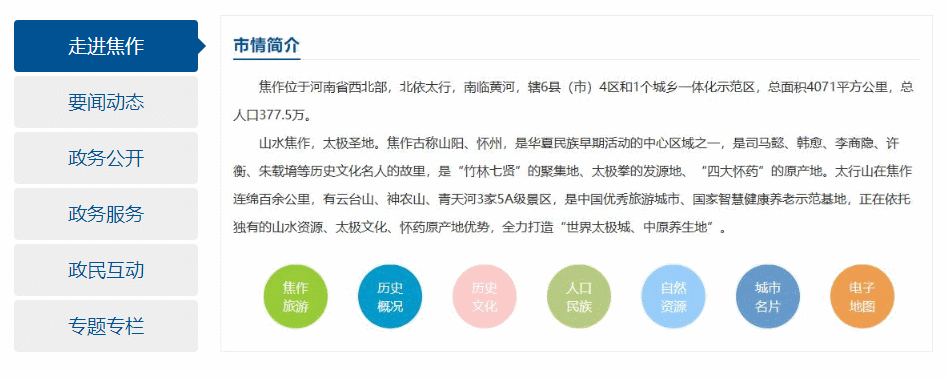 走进焦作
要闻动态
政务公开
政务服务
政民互动
专题专栏
市情简介
焦作位于河南省西北部，北依太行，南临黄河，辖6县（市）4区和1个城乡一体化示范区，总面积4071平方公里，总
人口377.5万。
山水焦作，太极圣地。焦作古称山阳、怀州，是华夏民族早期活动的中心区域之一，是司马懿、韩愈、李商隐、许
衡、朱载堉等历史文化名人的故里，是“竹林七贤”的聚集地、太极拳的发源地、“四大怀药”的原产地。太行山在焦作
连绵百余公里，有云台山、神农山、青天河3家5A级景区，是中国优秀旅游城市、国家智慧健康养老示范基地，正在依托
独有的山水资源、太极文化、怀药原产地优势，全力打造“世界太极城、中原养生地”。
焦作
旅游
历史
概况
历史
文化
人口
民族
自然
资源
城市
名片
电子
地图